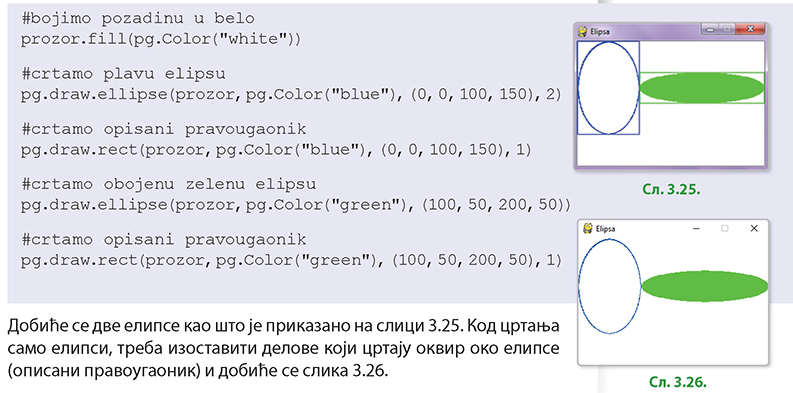 #bojimo pozadinu u belo
prozor.fill(pg.Color("white"))
#crtamo plavu elipsu
pg.draw.ellipse(prozor, pg.Color("blue"), (0, 0, 100, 150), 2)
#crtamo opisani pravougaonik
pg.draw.rect(prozor, pg.Color("blue"), (0, 0, 100, 150), 1)
#crtamo obojenu zelenu elipsu
pg.draw.ellipse(prozor, pg.Color("green"), (100, 50, 200, 50))
#crtamo opisani pravougaonik
pg.draw.rect(prozor, pg.Color("green"), (100, 50, 200, 50), 1)
Elipsa
Сл. 3.25.
Elipsa
Сл. 3.26.
Добиће се две елипсе као што је приказано на слици 3.25. Код цртања
само елипси, треба изоставити делове који цртају оквир око елипсе
(описани правоугаоник) и добиће се слика 3.26.